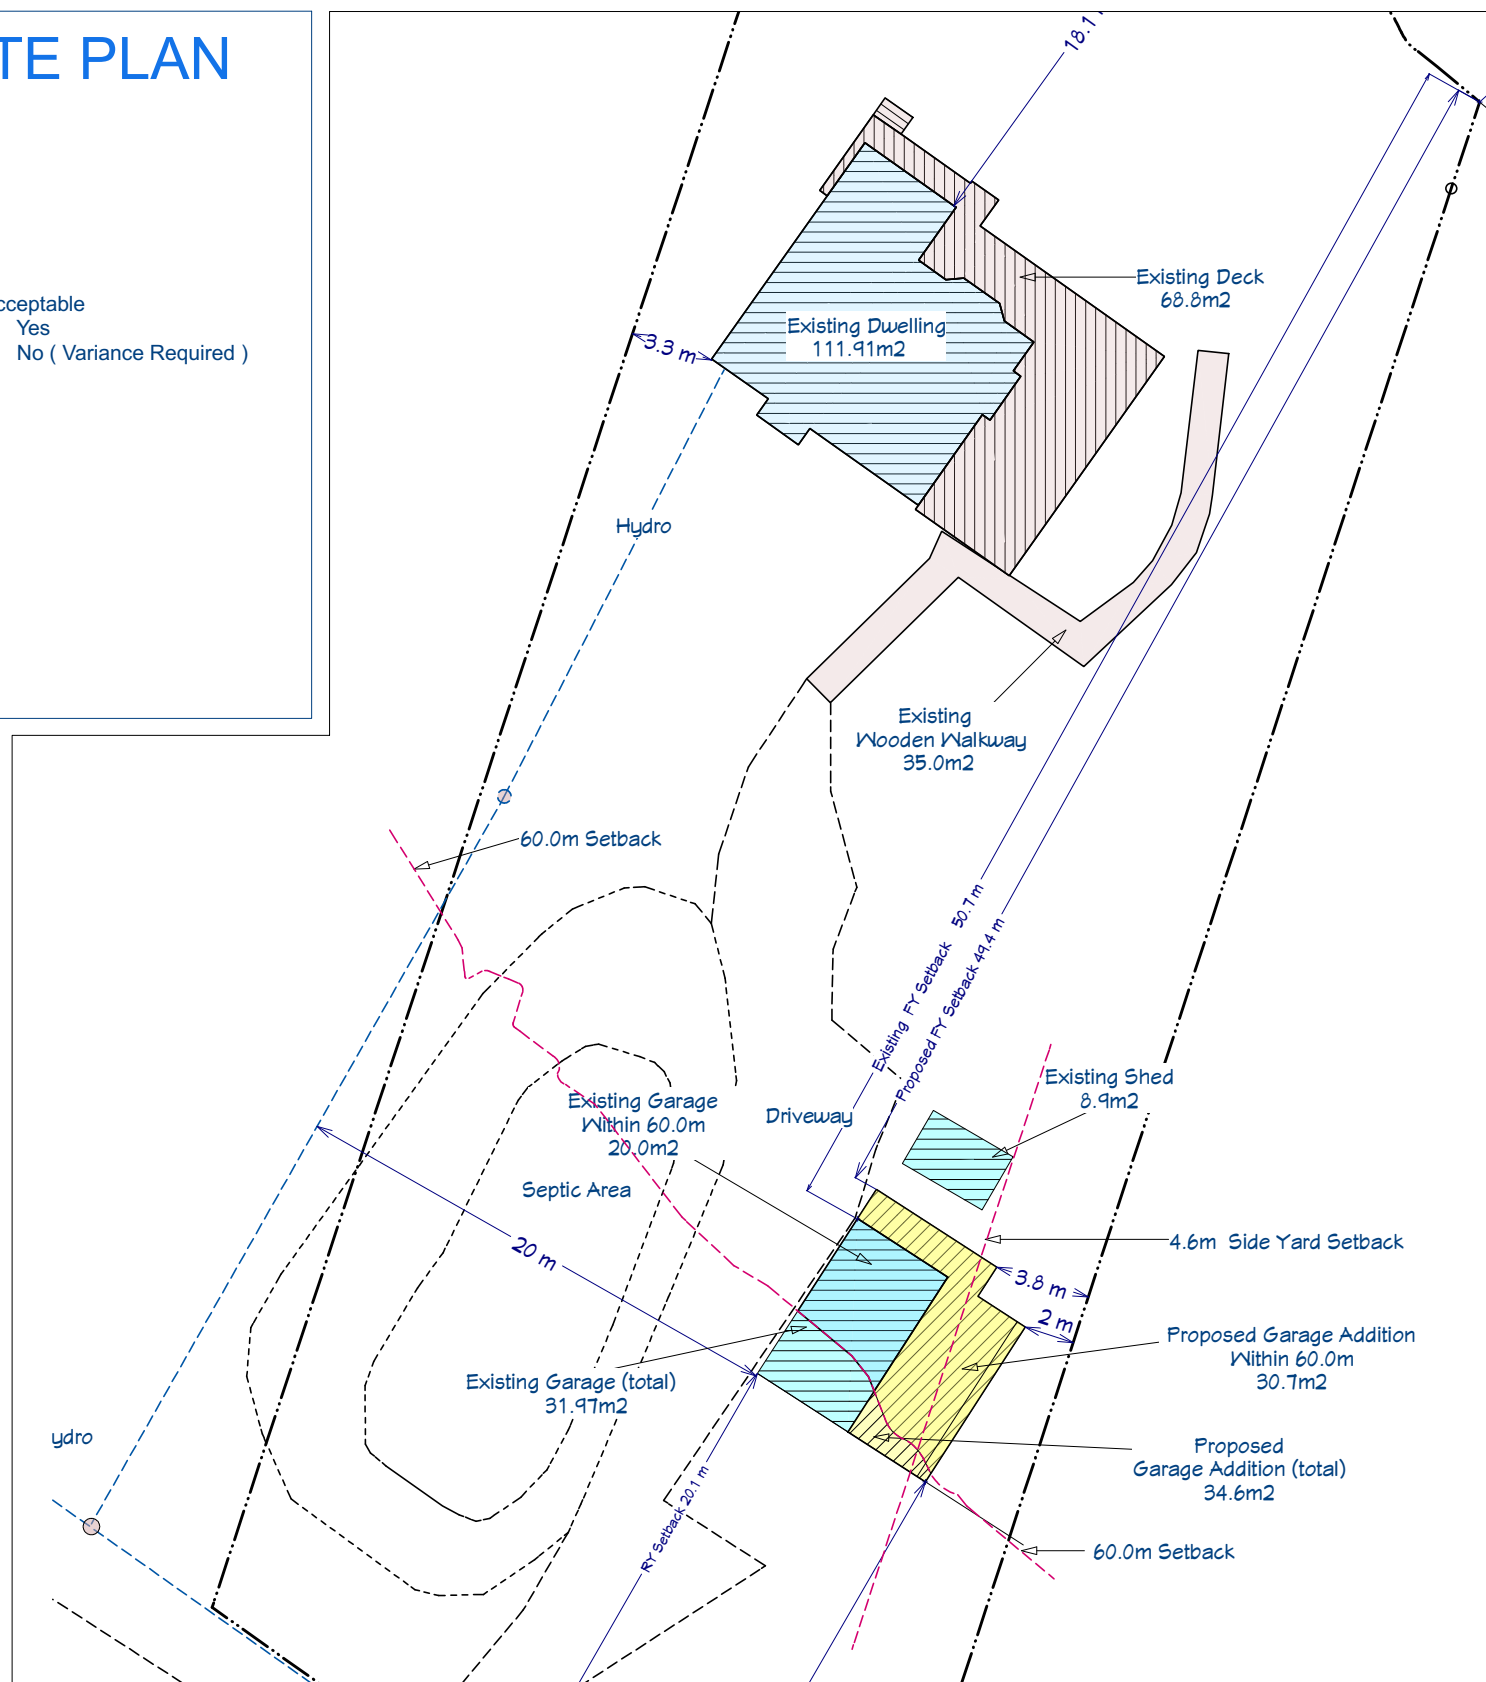 TE PLAN
cceptable
Yes
No ( Variance Required )
18.1
Existing Deck
68.8m2
Existing Dwelling
111.91m2
3.3 m
Hydro
Existing
Wooden Walkway
35.0m2
60.0m Setback
Existing FY Setback 50.7 m
Proposed FY Setback 49.4 m
Existing Shed
8.9m2
Existing Garage
Within 60.0m
20.0m2
Driveway
Septic Area
20 m
4.6m Side Yard Setback
3.8 m
2 m
Proposed Garage Addition
Within 60.0m
30.7m2
Existing Garage (total)
31.97m2
ydro
Proposed
Garage Addition (total)
34.6m2
RY Setback 20.1 m
60.0m Setback